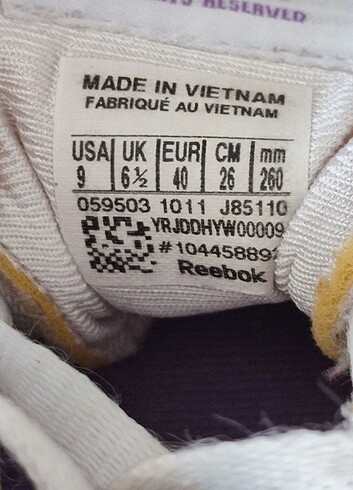 RESERVED
MADE IN VIETNAM
FABRIQUÉ AU VIETNAM
USA UK EUR CM mm
9 6½ 40 26 260
059503 1011 J85110
YRJDDHYW00009
#10445889
Reebok